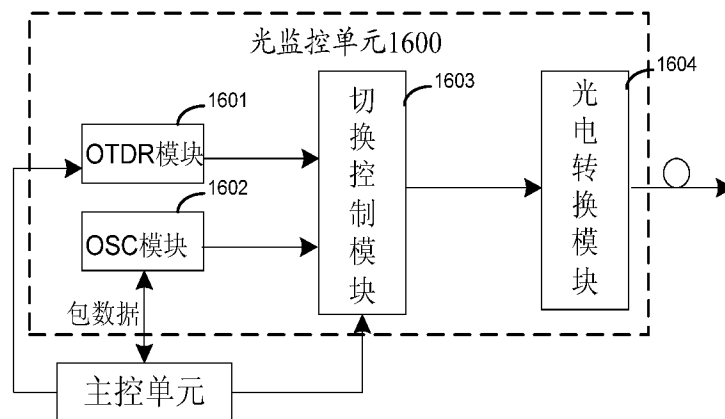 光监控单元1600
1601
OTDR模块
1602
OSC模块
切换控制模块
1603
光电转换模块
1604
包数据
主控单元